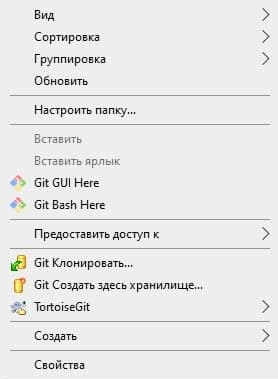 Вид
Сортировка
Группировка
Обновить
Настроить папку...
Вставить
Вставить ярлык
Git GUI Here
Git Bash Here
Предоставить доступ к
Git Клонировать...
Git Создать здесь хранилище...
TortoiseGit
Создать
Свойства